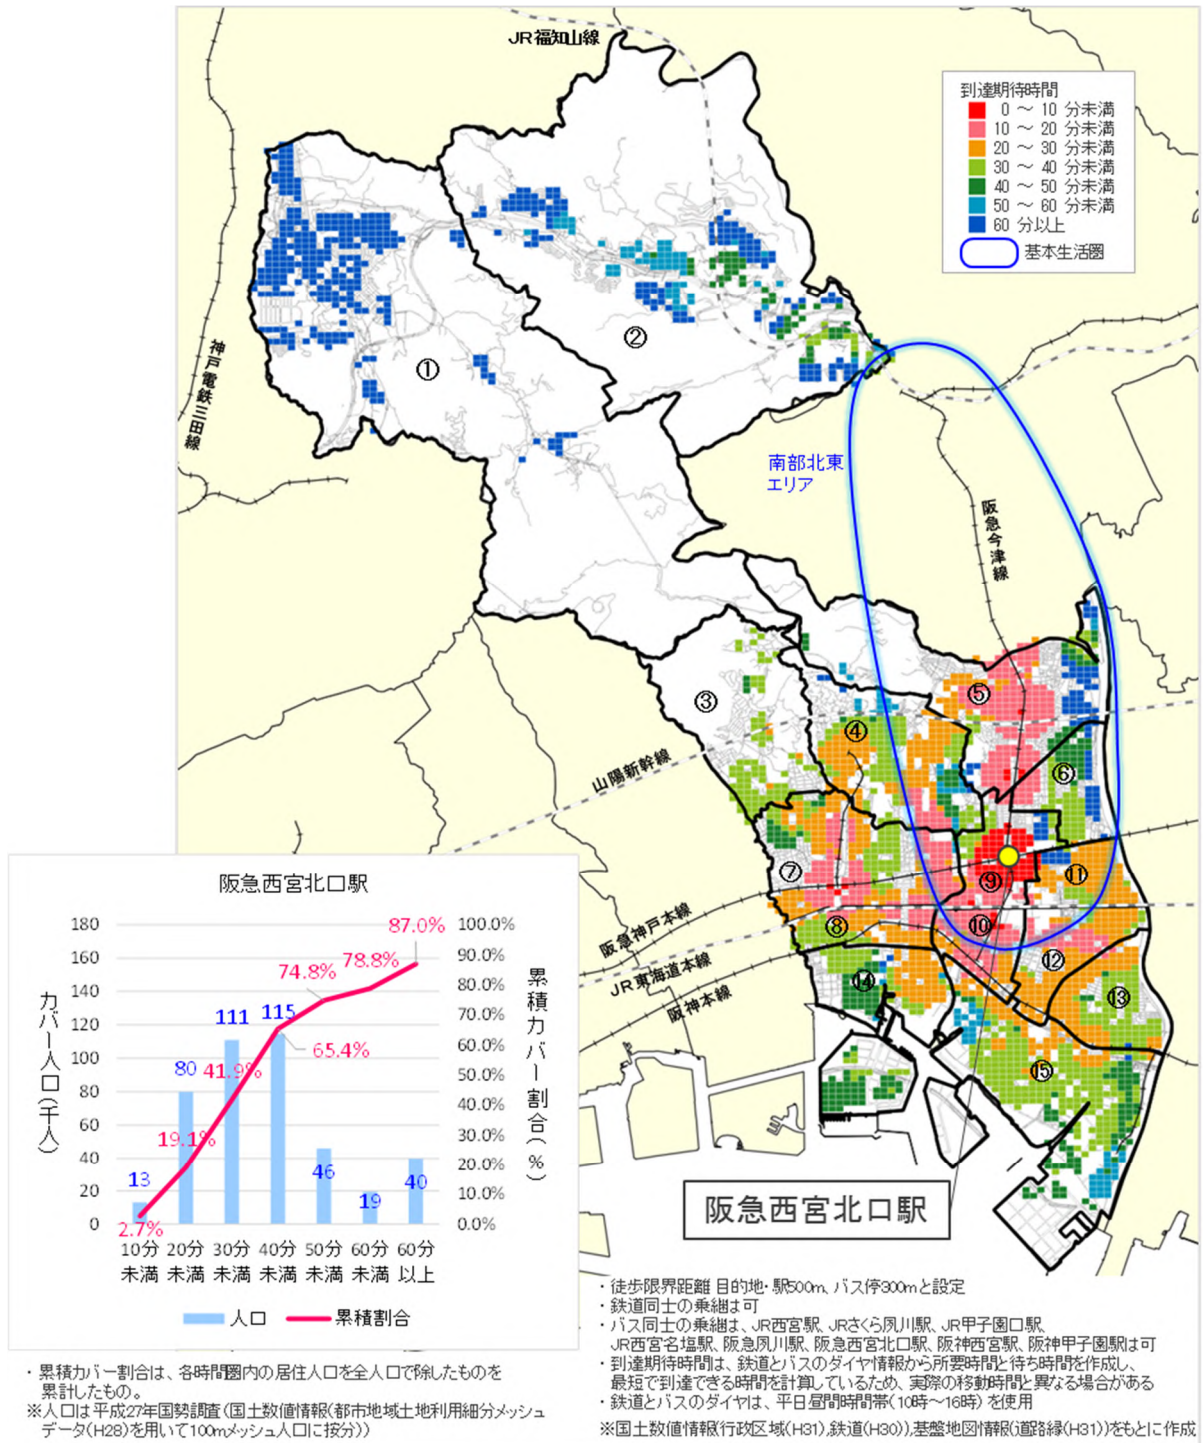 JR福知山線
到達期待時間
0 ～ 10 分未満
10 ～ 20 分未満
20 ～ 30 分未満
30 ～ 40 分未満
40 ～ 50 分未満
50 ～ 60 分未満
60 分以上
基本生活圏
神戸電鉄三田線
①
②
南部北東
エリア
阪急今津線
③
④
⑤
⑥
山陽新幹線
⑦
⑧
⑨
⑩
⑪
⑫
⑬
⑭
⑮
阪急神戸本線
JR東海道本線
阪神本線
阪急西宮北口駅
阪急西宮北口駅
カバー人口(千人)
累積カバー割合(%)
180
160
140
120
100
80
60
40
20
0
100.0%
90.0%
80.0%
70.0%
60.0%
50.0%
40.0%
30.0%
20.0%
10.0%
0.0%
13
80
111
115
46
19
40
2.7%
19.1%
41.9%
65.4%
74.8%
78.8%
87.0%
10分 20分 30分 40分 50分 60分 60分
未満 未満 未満 未満 未満 未満 以上
人口 累積割合
・累積カバー割合は、各時間圏内の居住人口を全人口で除したものを
累計したもの。
※人口は平成27年国勢調査(国土数値情報(都市地域土地利用細分メッシュ
データ(H28)を用いて100mメッシュ人口に按分))
・徒歩限界距離 目的地・駅500m、バス停300mと設定
・鉄道同士の乗継は可
・バス同士の乗継は、JR西宮駅、JRさくら夙川駅、JR甲子園口駅、
JR西宮名塩駅、阪急夙川駅、阪急西宮北口駅、阪神西宮駅、阪神甲子園駅は可
・到達期待時間は、鉄道とバスのダイヤ情報から所要時間と待ち時間を作成し、
最短で到達できる時間を計算しているため、実際の移動時間と異なる場合がある
・鉄道とバスのダイヤは、平日昼間時間帯(10時～16時)を使用
※国土数値情報(行政区域(H31),鉄道(H30)),基盤地図情報(道路縁(H31))をもとに作成